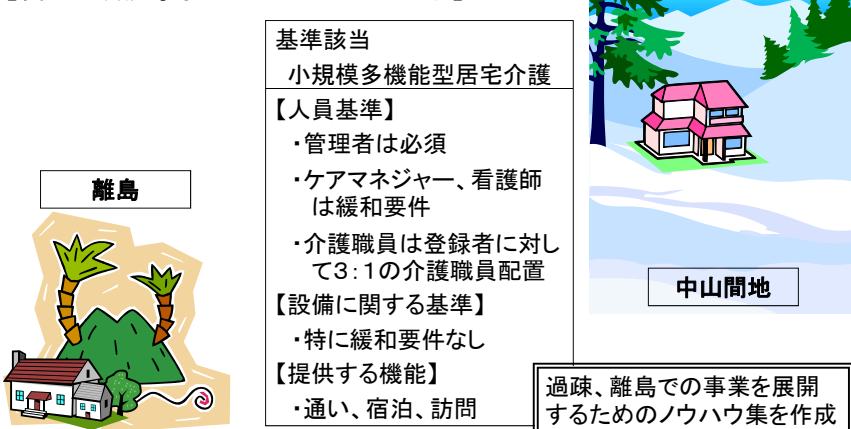 基準該当
小規模多機能型居宅介護
【人員基準】
・管理者は必須
・ケアマネジャー、看護師
は緩和要件
・介護職員は登録者に対し
て3:1の介護職員配置
【設備に関する基準】
・特に緩和要件なし
【提供する機能】
・通い、宿泊、訪問
離島
中山間地
過疎、離島での事業を展開
するためのノウハウ集を作成